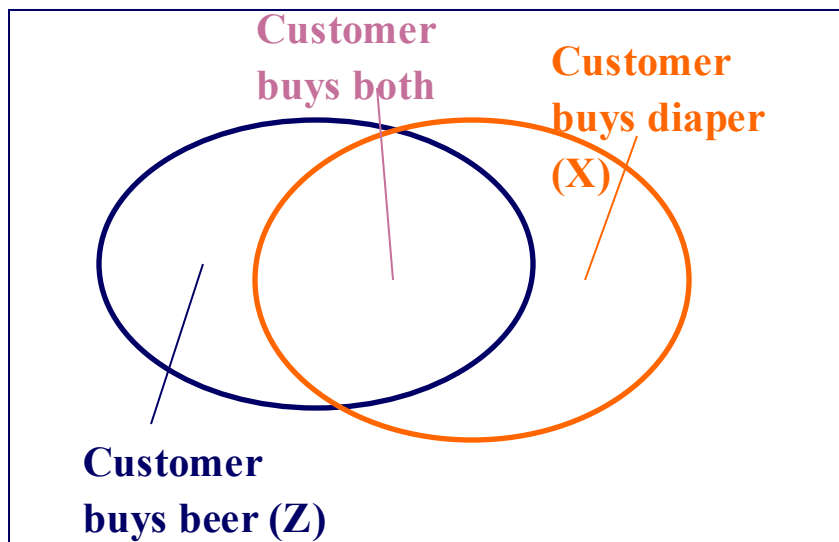 Customer
buys both
Customer
buys diaper
(X)
Customer
buys beer (Z)